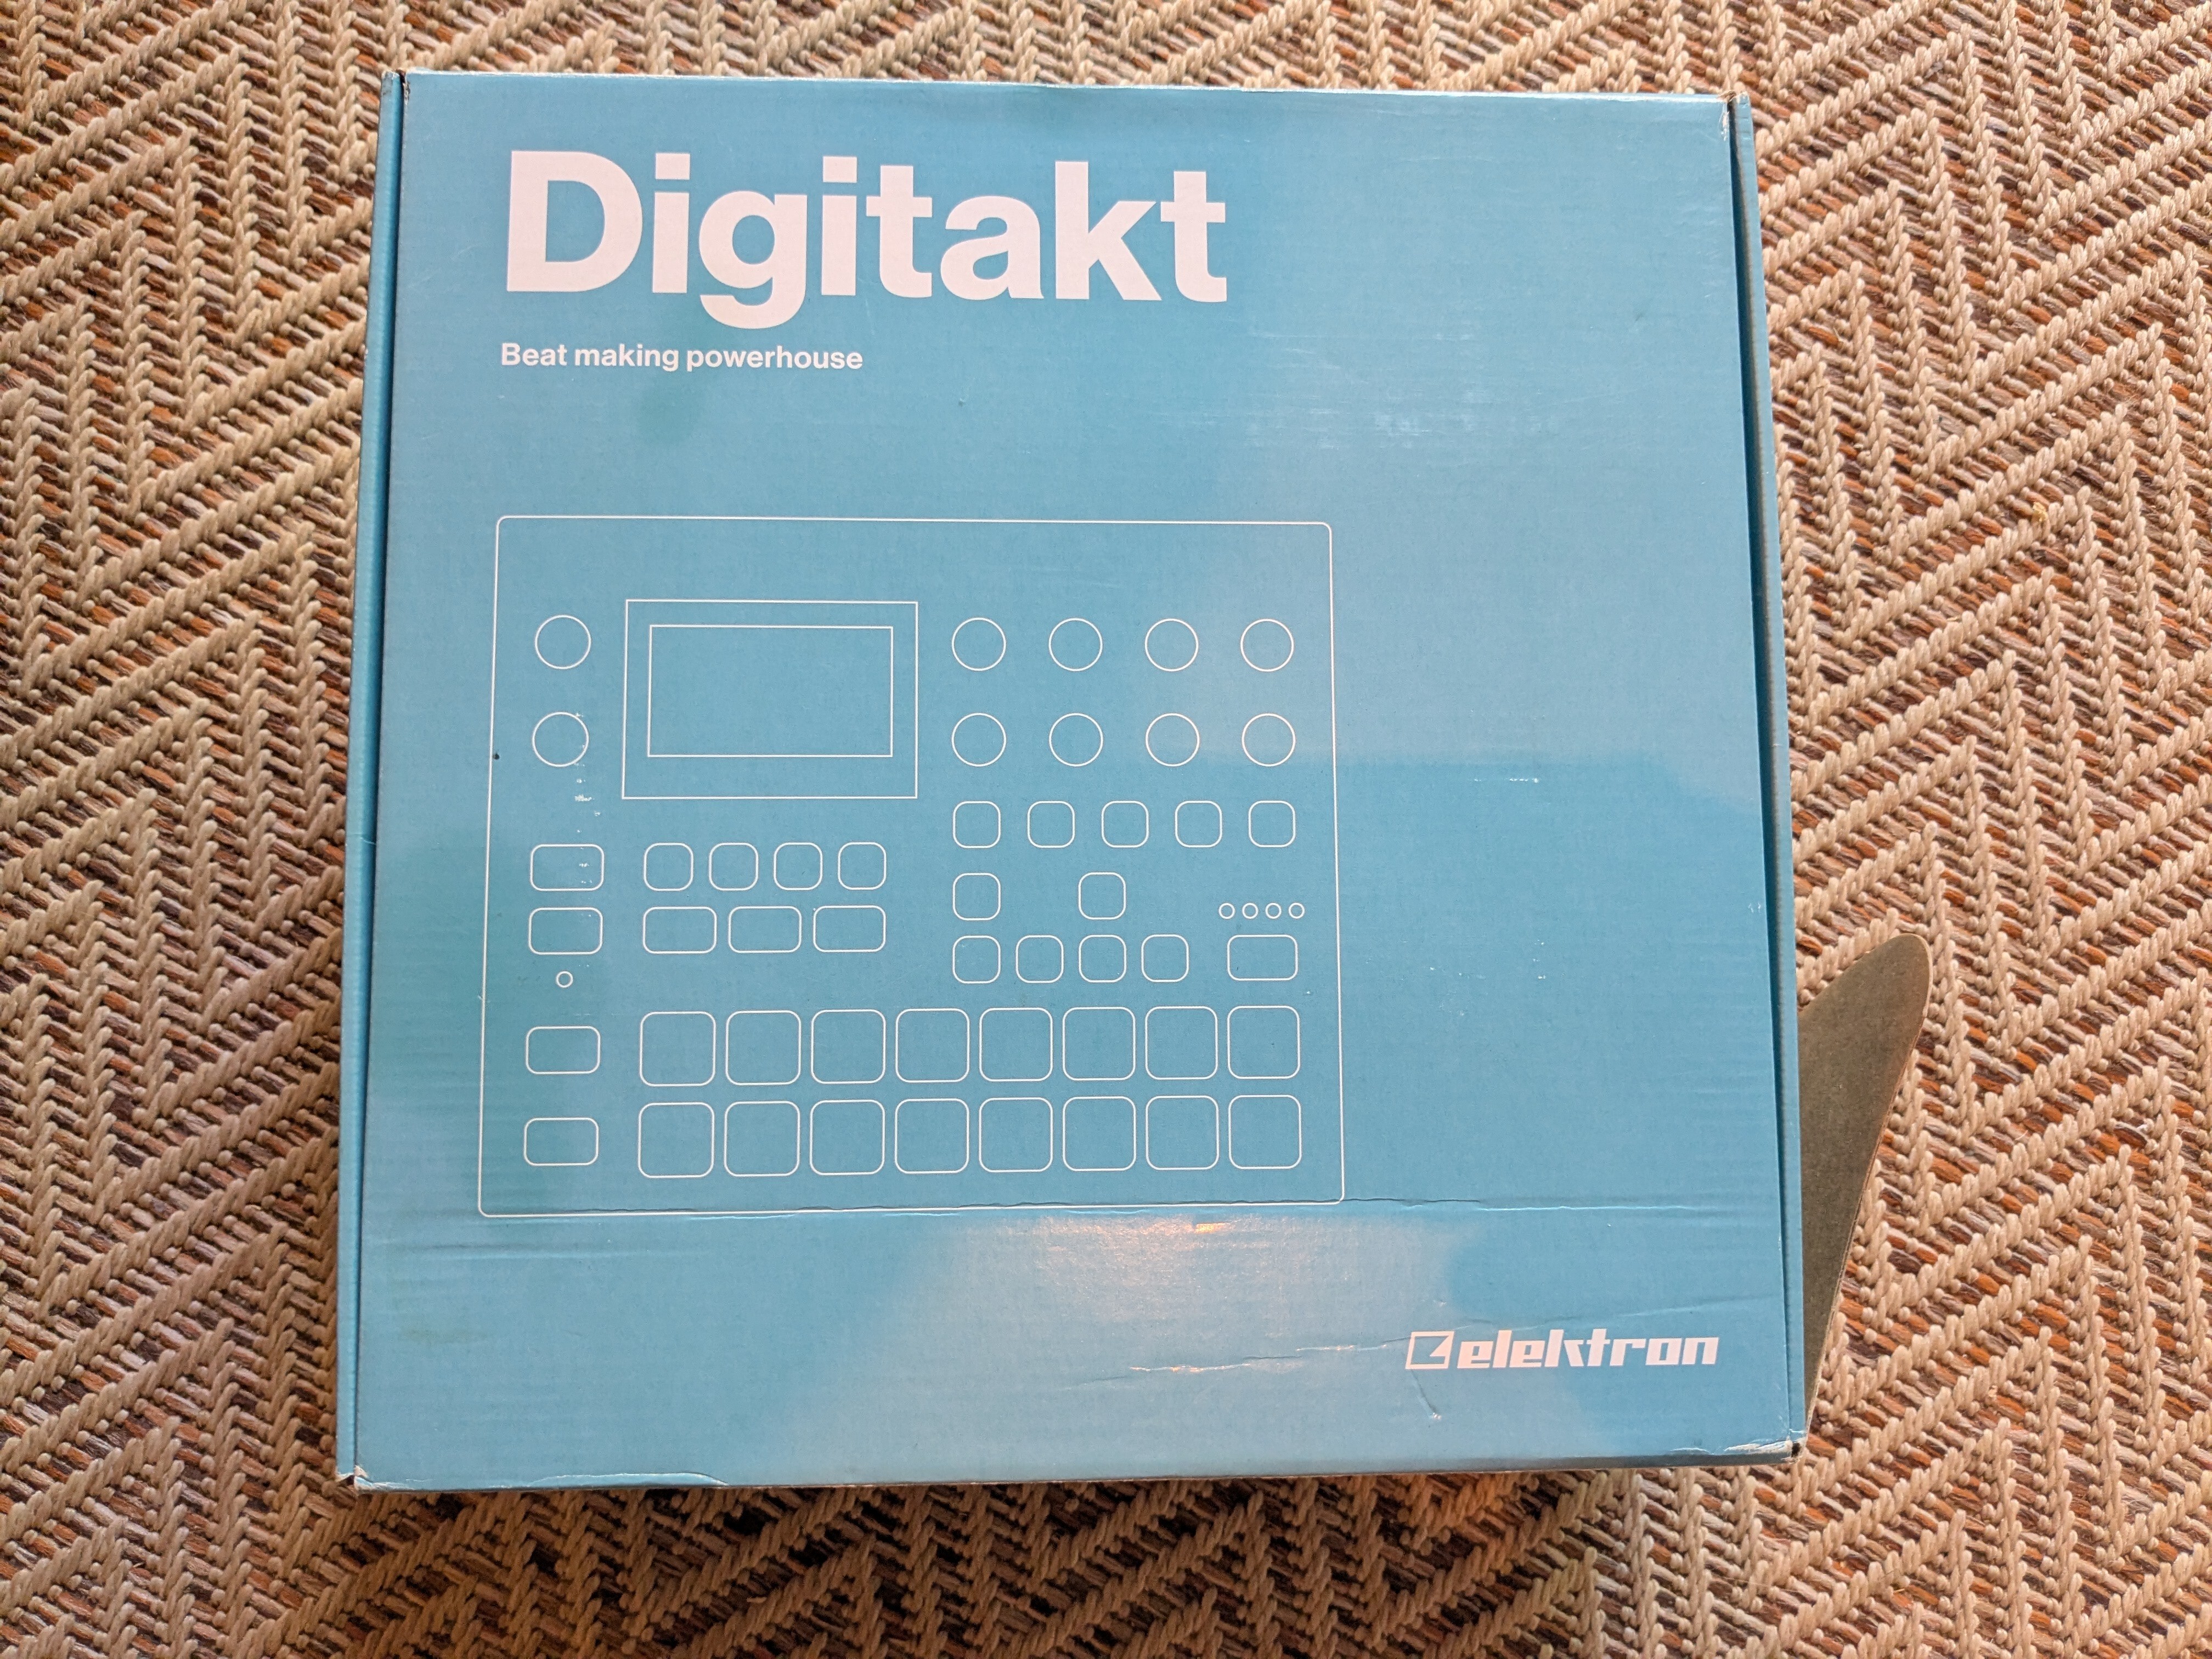 Digitakt
Beat making powerhouse
elektron